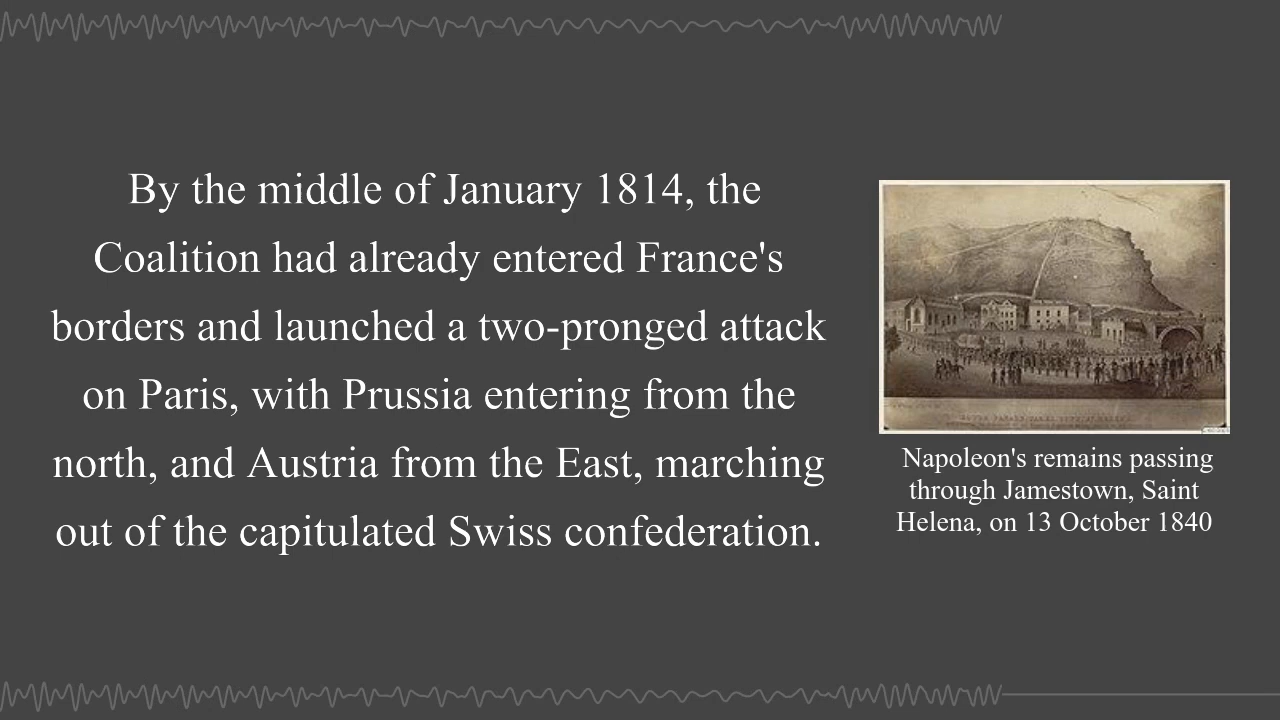 By the middle of January 1814, the
Coalition had already entered France's
borders and launched a two-pronged attack
on Paris, with Prussia entering from the
north, and Austria from the East, marching
out of the capitulated Swiss confederation.
Napoleon's remains passing
through Jamestown, Saint
Helena, on 13 October 1840